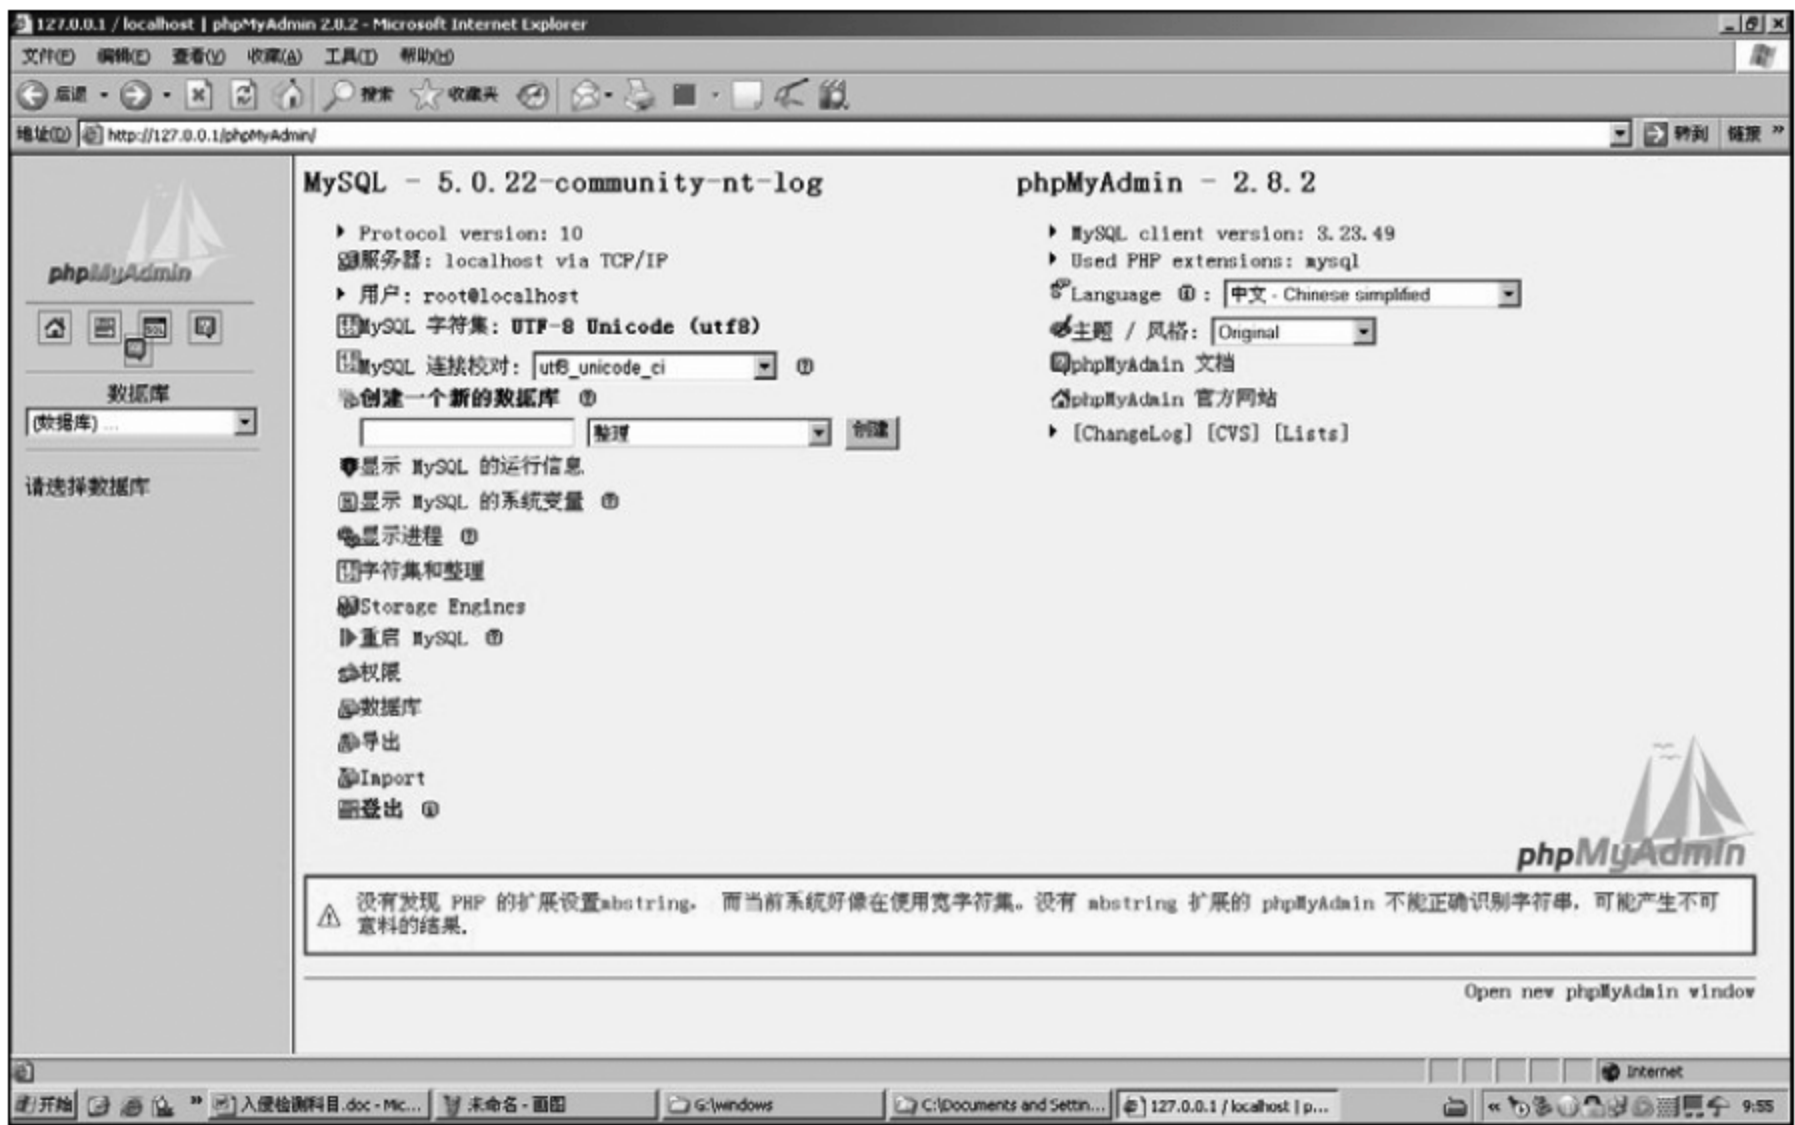 127.0.0.1 / localhost | phpMyAdmin 2.8.2 - Microsoft Internet Explorer
文件(F) 编辑(E) 查看(V) 收藏(A) 工具(T) 帮助(H)
后退 搜索 收藏夹
地址(D) http://127.0.0.1/phpMyAdmin/ 转到 链接 »
phpMyAdmin
数据库
(数据库) ...
请选择数据库
MySQL - 5.0.22-community-nt-log
Protocol version: 10
服务器: localhost via TCP/IP
用户: root@localhost
MySQL 字符集: UTF-8 Unicode (utf8)
MySQL 连接校对: utf8_unicode_ci
创建一个新的数据库
整理 创建
显示 MySQL 的运行信息
显示 MySQL 的系统变量
显示进程
字符集和整理
Storage Engines
重启 MySQL
权限
数据库
导出
Import
登出
phpMyAdmin - 2.8.2
MySQL client version: 3.23.49
Used PHP extensions: mysql
Language : 中文 - Chinese simplified
主题 / 风格: Original
phpMyAdmin 文档
phpMyAdmin 官方网站
[ChangeLog] [CVS] [Lists]
phpMyAdmin
没有发现 PHP 的扩展设置mbstring, 而当前系统好像在使用宽字符集。没有 mbstring 扩展的 phpMyAdmin 不能正确识别字符串, 可能产生不可
意料的结果.
Open new phpMyAdmin window
Internet
开始 » 入侵检测科目.doc - Mic... 未命名 - 画图 G:\windows C:\Documents and Settin... 127.0.0.1 / localhost | p... « 9:55